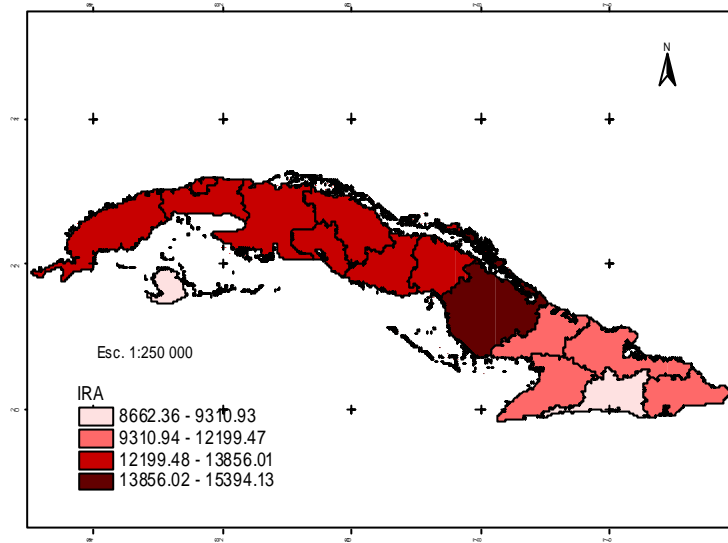 N
Esc. 1:250 000
IRA
8662.36 - 9310.93
9310.94 - 12199.47
12199.48 - 13856.01
13856.02 - 15394.13